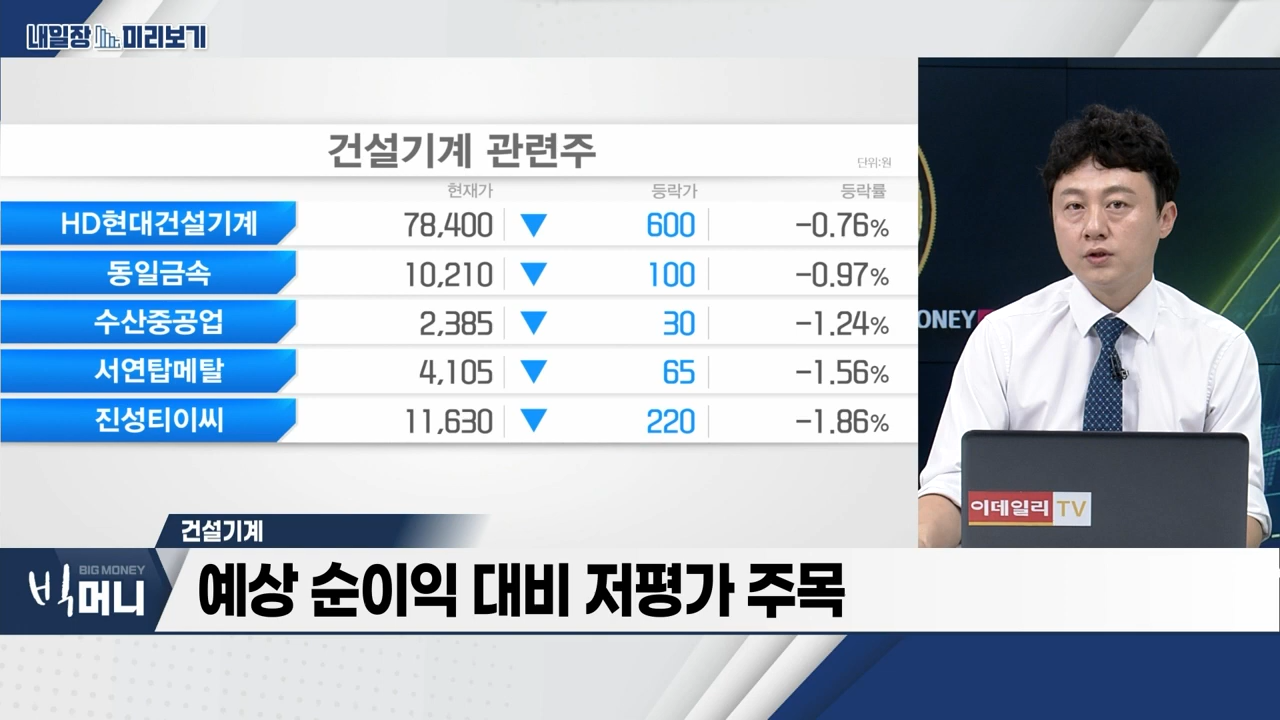 내일장 미리보기
건설기계 관련주
단위:원
현재가 등락가 등락률
HD현대건설기계 78,400 ▼ 600 -0.76%
동일금속 10,210 ▼ 100 -0.97%
수산중공업 2,385 ▼ 30 -1.24%
서연탑메탈 4,105 ▼ 65 -1.56%
진성티이씨 11,630 ▼ 220 -1.86%
ONEY
이데일리 TV
건설기계
BIG MONEY
빅머니
예상 순이익 대비 저평가 주목